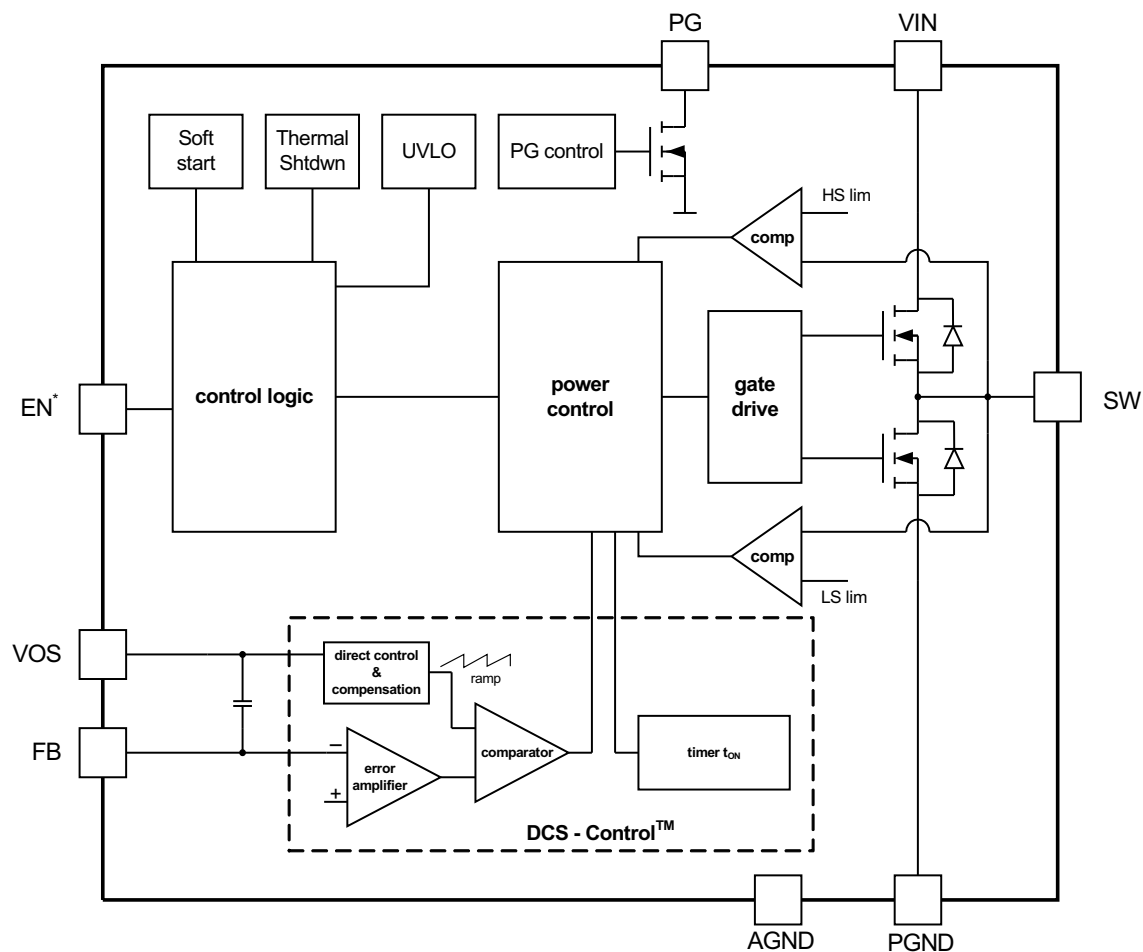 PG
VIN
Soft
start
Thermal
Shtdwn
UVLO
PG control
HS lim
comp
EN*
control logic
power
control
gate
drive
SW
comp
LS lim
VOS
direct control
&
compensation
ramp
FB
−
+
error
amplifier
comparator
timer tON
DCS - Control™
AGND
PGND